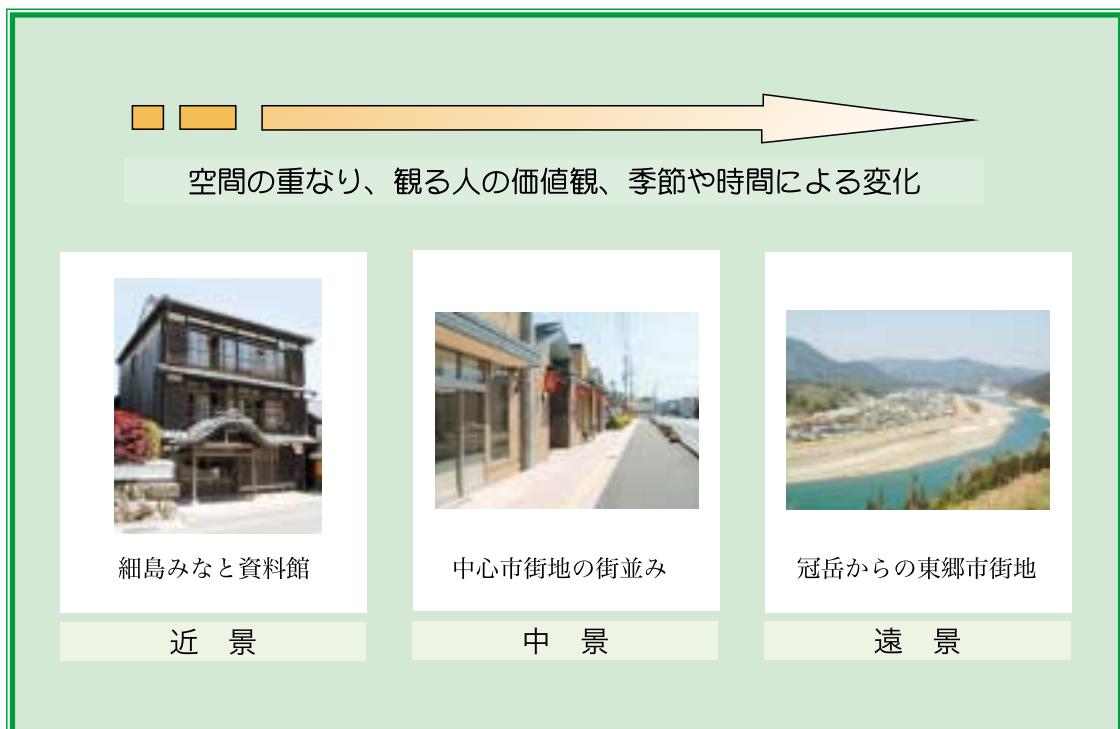 空間の重なり、観る人の価値観、季節や時間による変化
細島みなと資料館
中心市街地の街並み
冠岳からの東郷市街地
近 景
中 景
遠 景